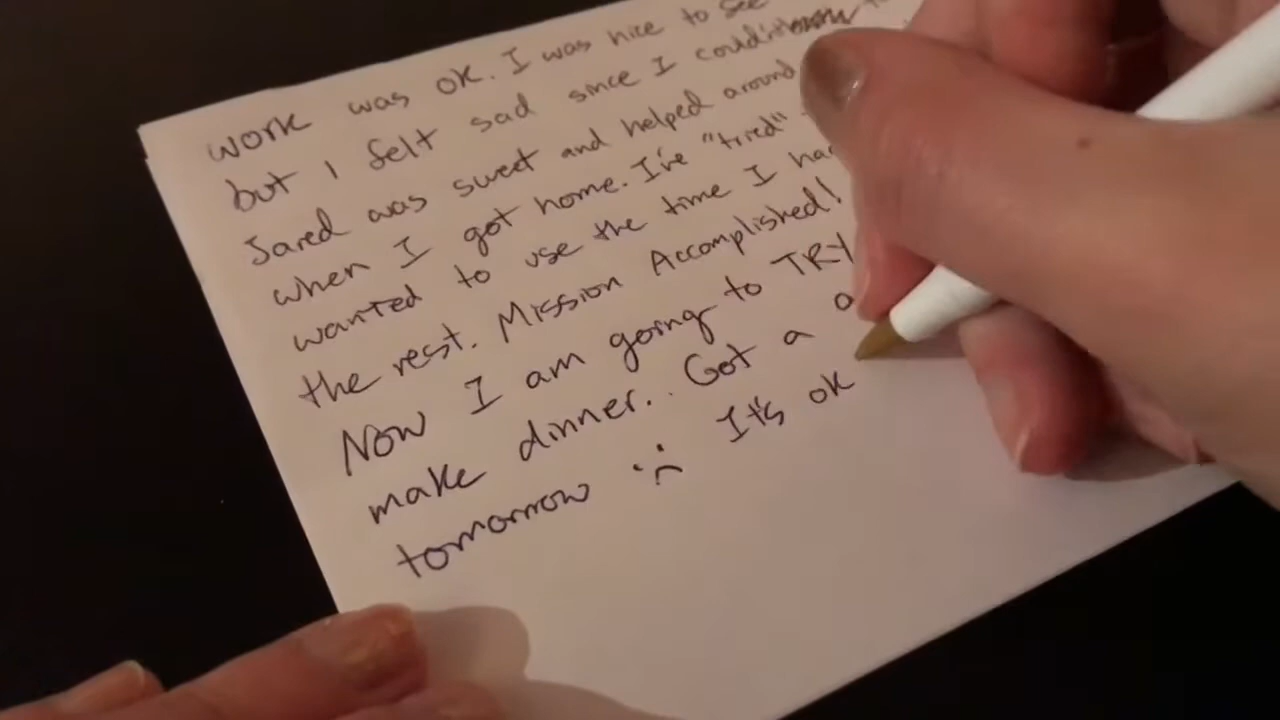 work was ok. I was nice to see
but I felt sad since I couldn't
Jared was sweet and helped around
when I got home. I've "tried"
wanted to use the time I ha
the rest. Mission Accomplished!
Now I am going to TRY
make dinner.. Got a
tomorrow :( It's ok